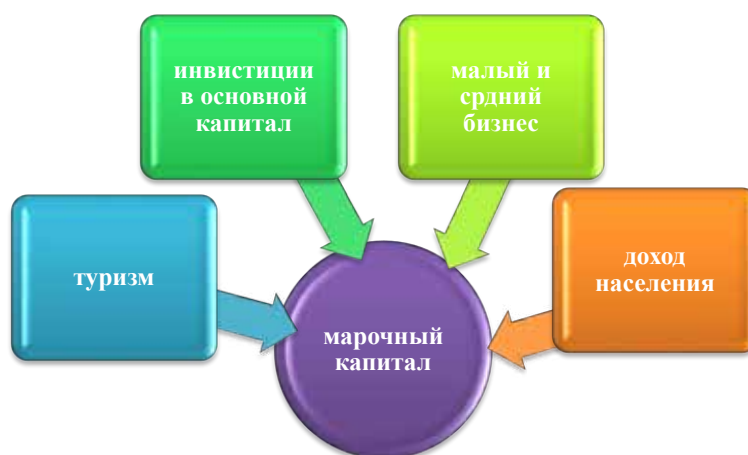 инвистиции
в основной
капитал
малый и
срдний
бизнес
туризм
доход
населения
марочный
капитал